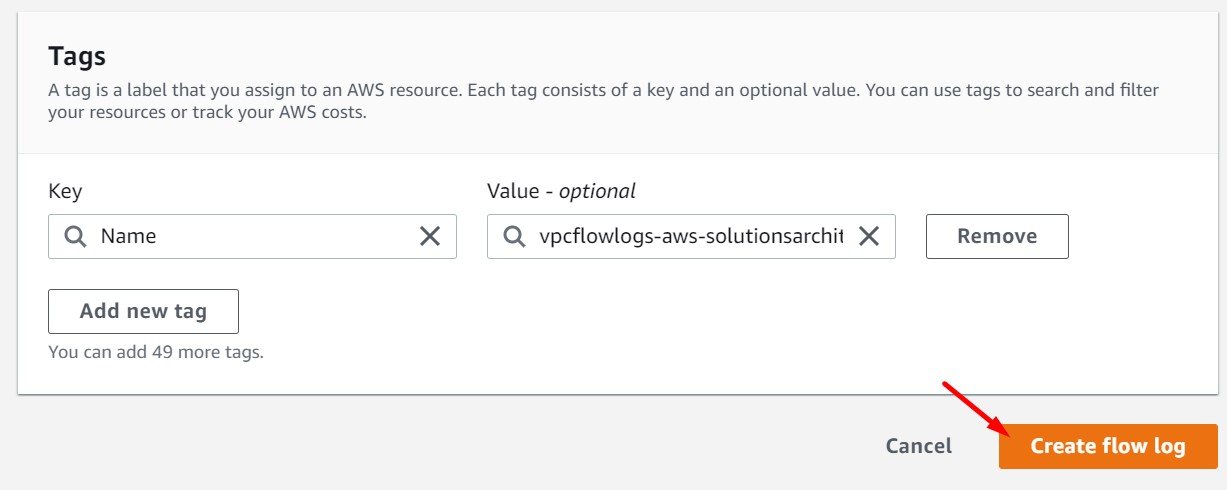 Tags
A tag is a label that you assign to an AWS resource. Each tag consists of a key and an optional value. You can use tags to search and filter
your resources or track your AWS costs.
Key
Value - optional
Name
vpcflowlogs-aws-solutionsarchit
Remove
Add new tag
You can add 49 more tags.
Cancel
Create flow log